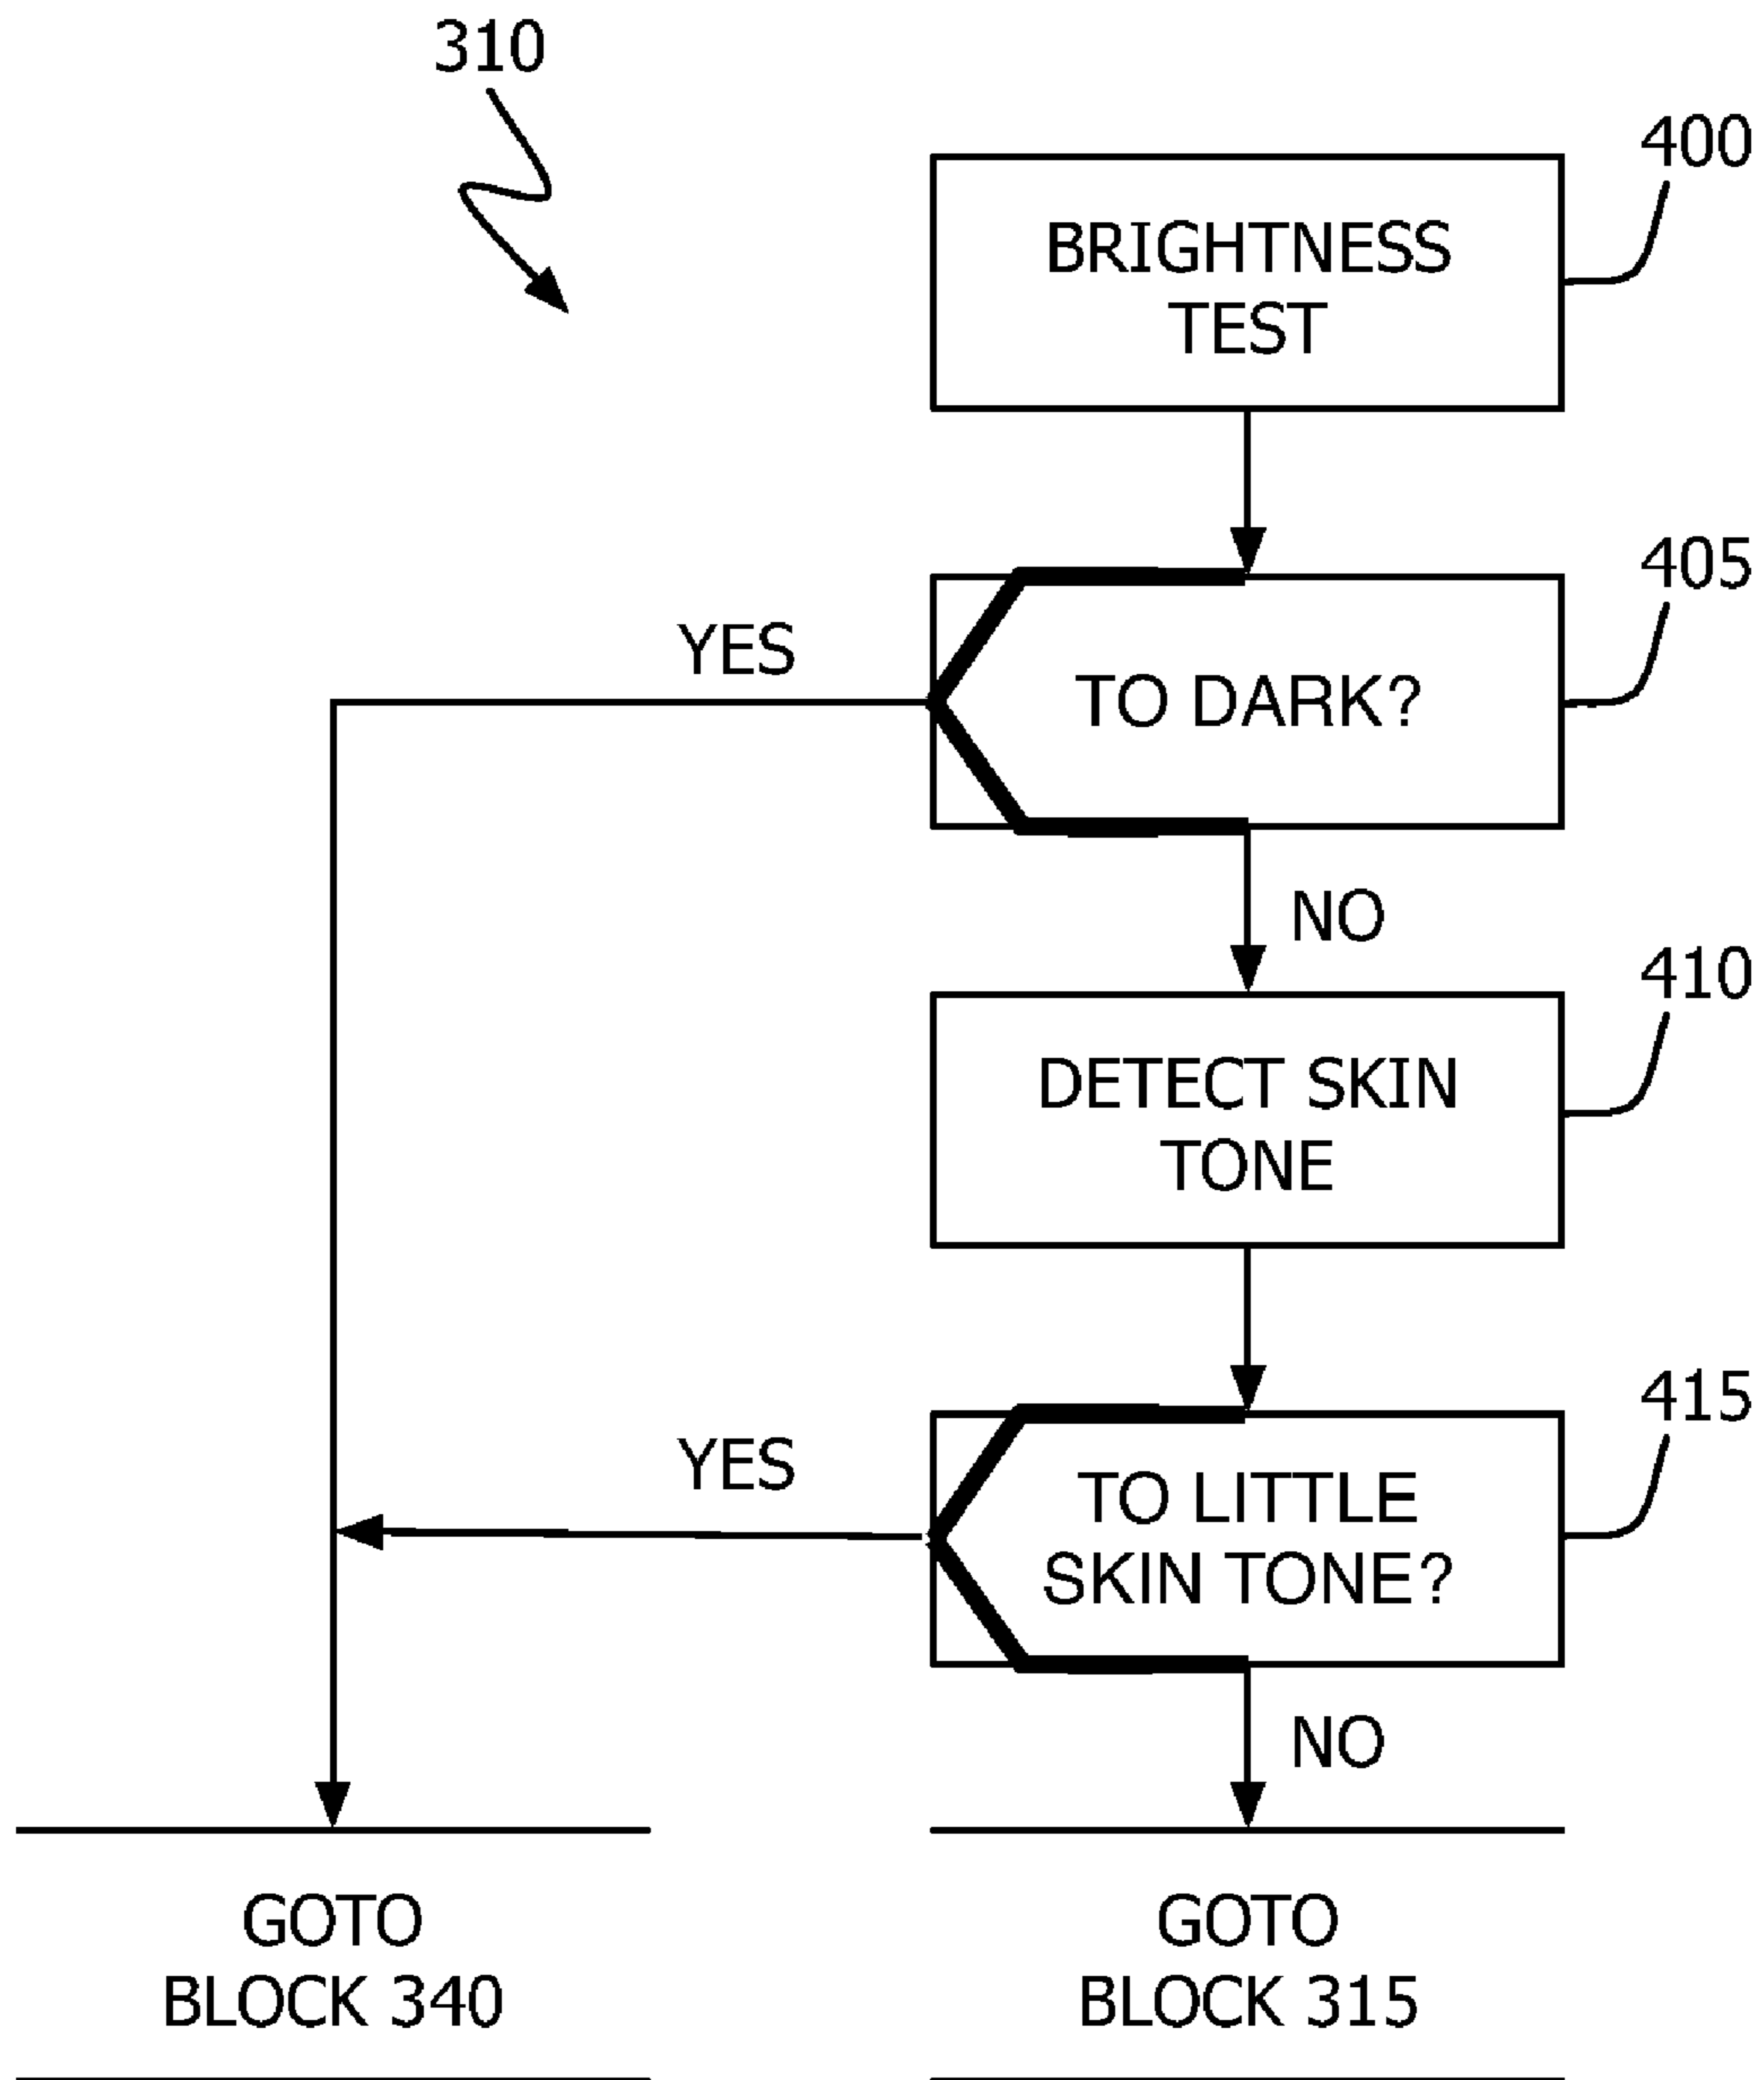 310
400
BRIGHTNESS
TEST
405
YES
TO DARK?
NO
410
DETECT SKIN
TONE
415
YES
TO LITTLE
SKIN TONE?
NO
GOTO
BLOCK 340
GOTO
BLOCK 315